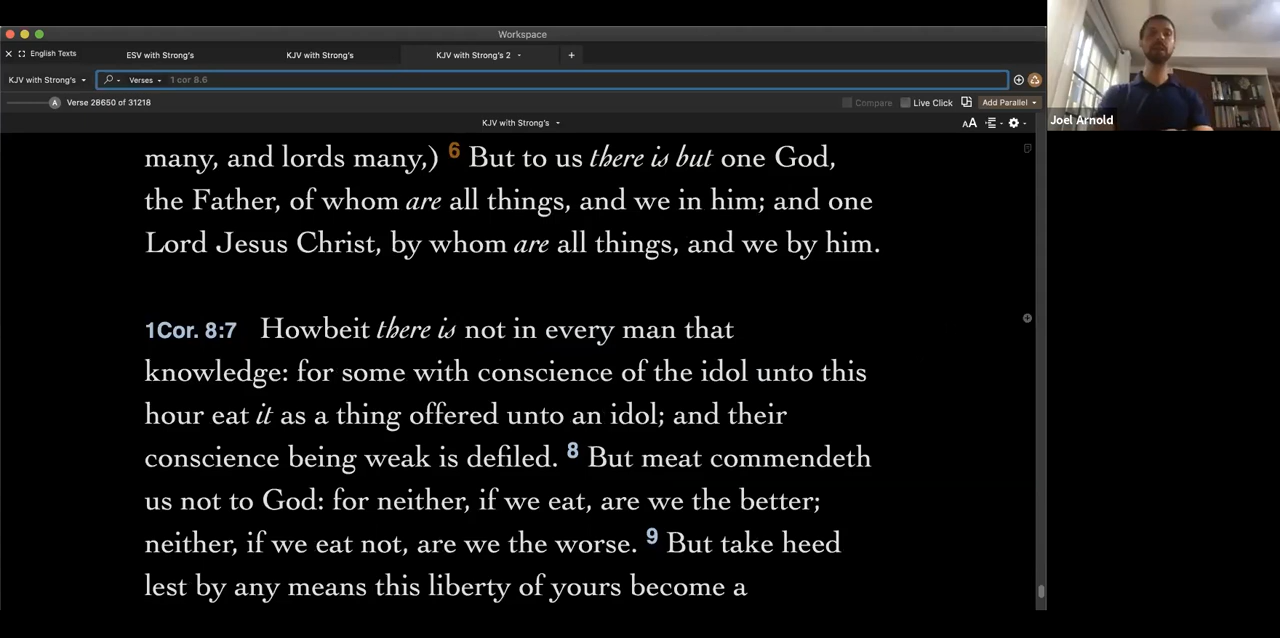 Workspace
English Texts
ESV with Strong's
KJV with Strong's
KJV with Strong's 2
KJV with Strong's
Verses
1 cor 8.6
A
Verse 28650 of 31218
Compare
Live Click
Add Parallel
KJV with Strong's
AA
Joel Arnold
many, and lords many,) 6 But to us there is but one God,
the Father, of whom are all things, and we in him; and one
Lord Jesus Christ, by whom are all things, and we by him.
1Cor. 8:7 Howbeit there is not in every man that
knowledge: for some with conscience of the idol unto this
hour eat it as a thing offered unto an idol; and their
conscience being weak is defiled. 8 But meat commendeth
us not to God: for neither, if we eat, are we the better;
neither, if we eat not, are we the worse. 9 But take heed
lest by any means this liberty of yours become a